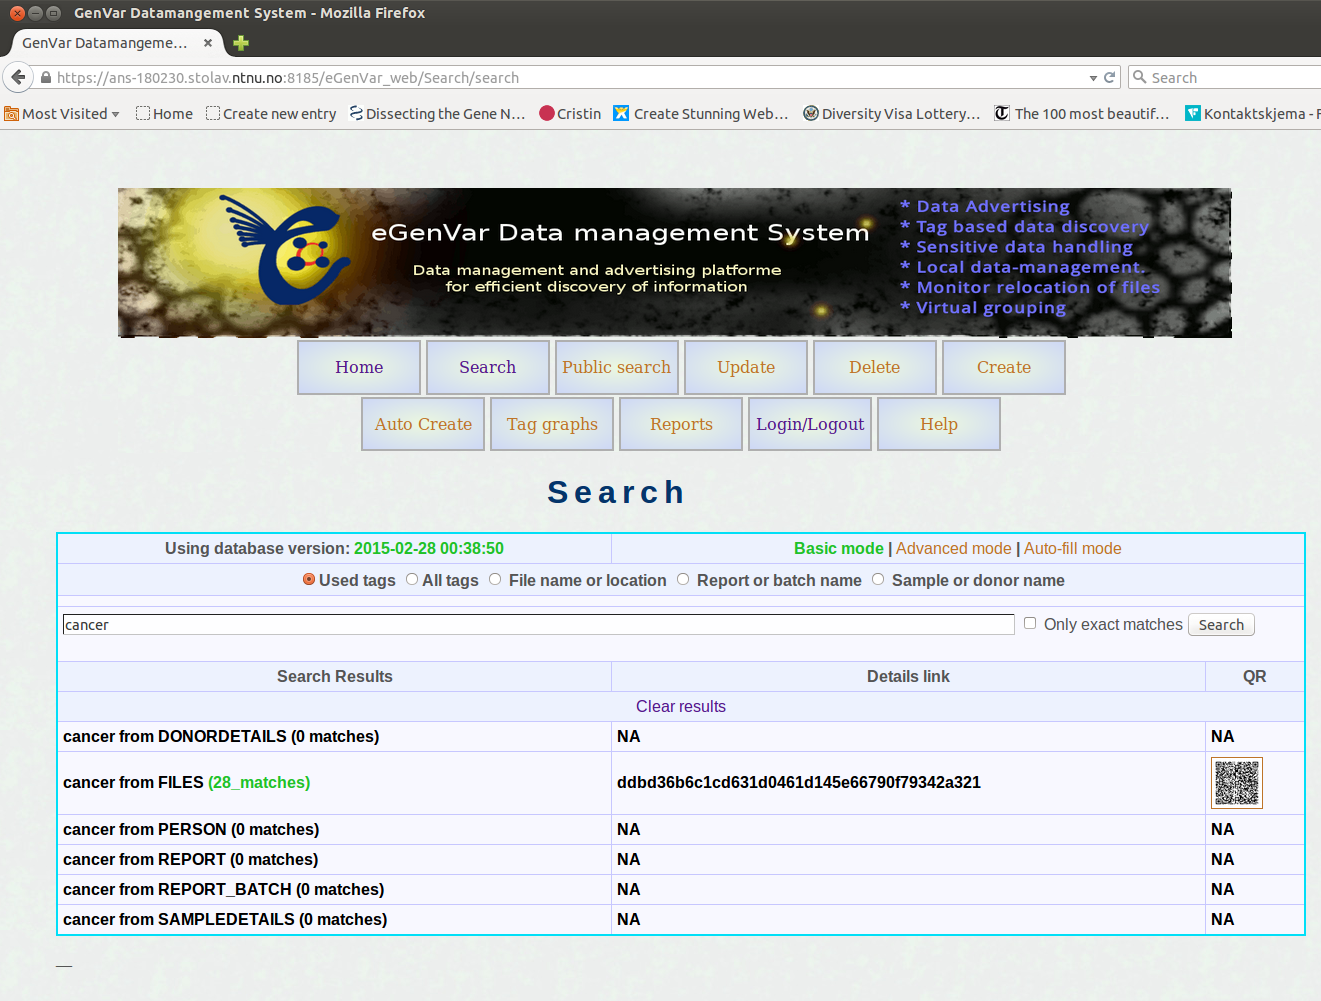 GenVar Datamangement System - Mozilla Firefox
GenVar Datamangeme...
https://ans-180230.stolav.ntnu.no:8185/eGenVar_web/Search/search
Search
Most Visited Home Create new entry Dissecting the Gene N... Cristin Create Stunning Web... Diversity Visa Lottery... The 100 most beautif... Kontaktskjema - F
eGenVar Data management System
Data management and advertising platforme
for efficient discovery of information
* Data Advertising
* Tag based data discovery
* Sensitive data handling
* Local data-management.
* Monitor relocation of files
* Virtual grouping
Home Search Public search Update Delete Create
Auto Create Tag graphs Reports Login/Logout Help
Search
Using database version: 2015-02-28 00:38:50 Basic mode | Advanced mode | Auto-fill mode
Used tags All tags File name or location Report or batch name Sample or donor name
cancer Only exact matches Search
Search Results Details link QR
Clear results
cancer from DONORDETAILS (0 matches) NA NA
cancer from FILES (28_matches) ddbd36b6c1cd631d0461d145e66790f79342a321
cancer from PERSON (0 matches) NA NA
cancer from REPORT (0 matches) NA NA
cancer from REPORT_BATCH (0 matches) NA NA
cancer from SAMPLEDETAILS (0 matches) NA NA